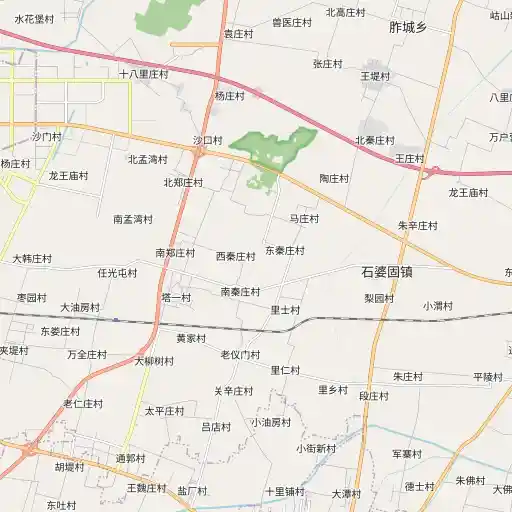 水花堡村
袁庄村
兽医庄村
北高庄村
胙城乡
岵山
张庄村
王堤村
十八里庄村
杨庄村
八里
沙门村
沙口村
北秦庄村
万户
杨庄村
北孟湾村
王庄村
龙王庙村
北郑庄村
陶庄村
龙王庙村
南孟湾村
马庄村
朱辛庄村
南郑庄村
西秦庄村
东秦庄村
大韩庄村
任光屯村
石婆固镇
东
枣园村
塔一村
南秦庄村
梨园村
大油房村
里士村
小渭村
东娄庄村
黄家村
夹堤村
万全庄村
大柳树村
老仪门村
里仁村
朱庄村
平陵村
关辛庄村
里乡村
段庄村
老仁庄村
太平庄村
吕店村
小油房村
小街新村
通郭村
军寨村
胡堤村
王魏庄村
盐厂村
十里铺村
大潭村
德士村
朱佛村
大佛
东吐村